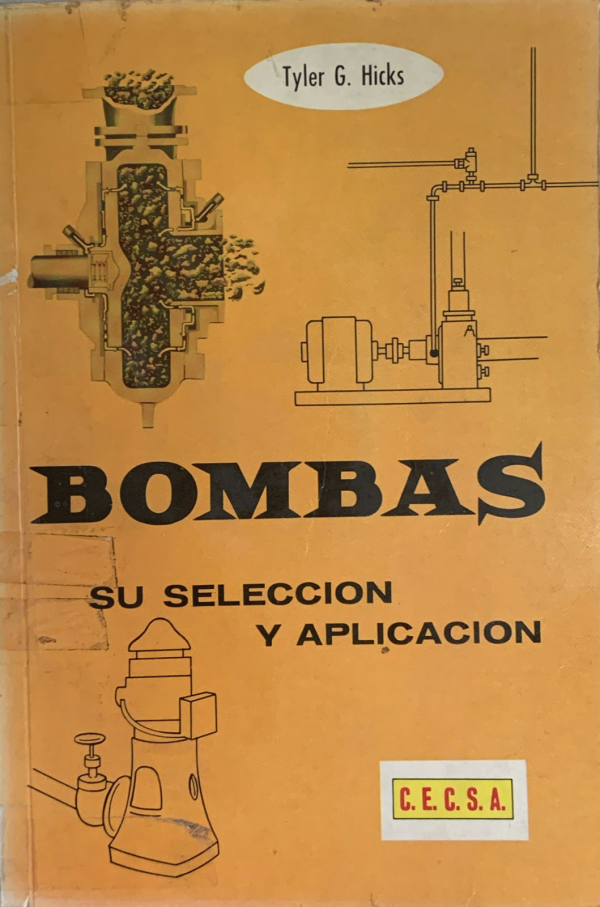 Tyler G. Hicks
BOMBAS
SU SELECCION
Y APLICACION
C. E. C. S. A.